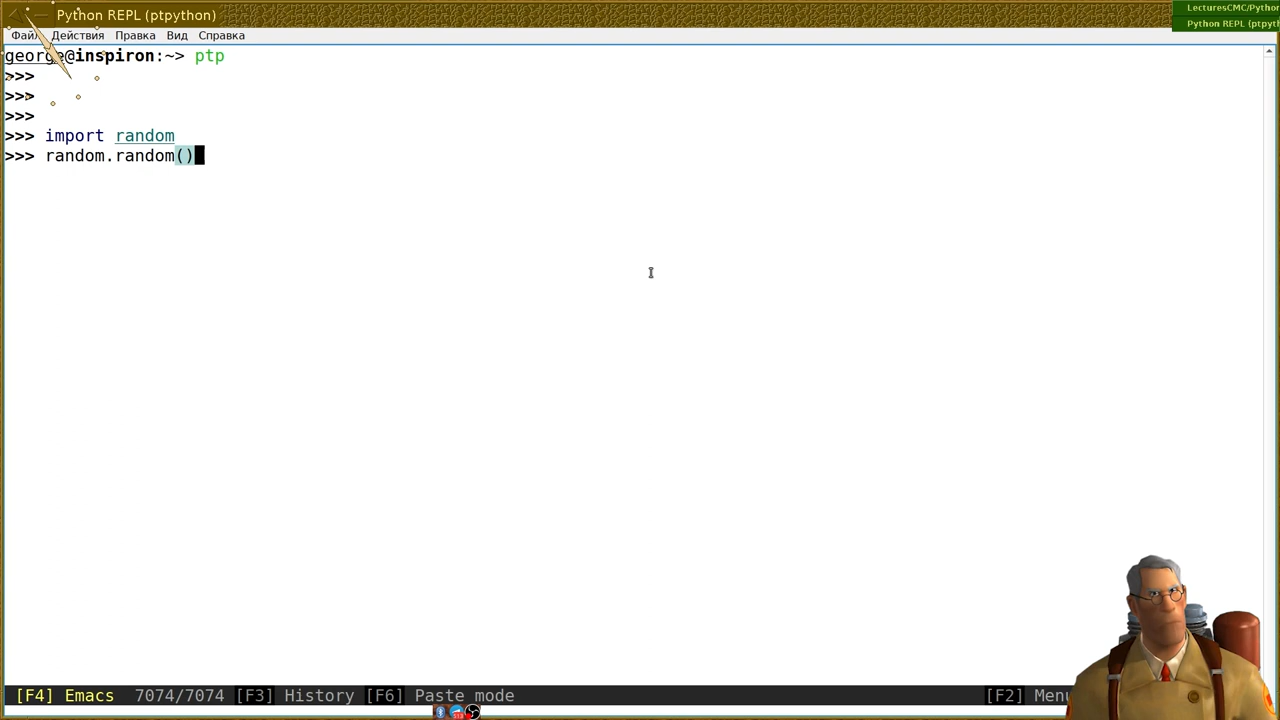 Python REPL (ptpython)
LecturesCMC/Python
Python REPL (ptpyth
Файл Действия Правка Вид Справка
george@inspiron:~> ptp
>>>
>>>
>>>
>>> import random
>>> random.random()
[F4] Emacs 7074/7074 [F3] History [F6] Paste mode [F2] Menu